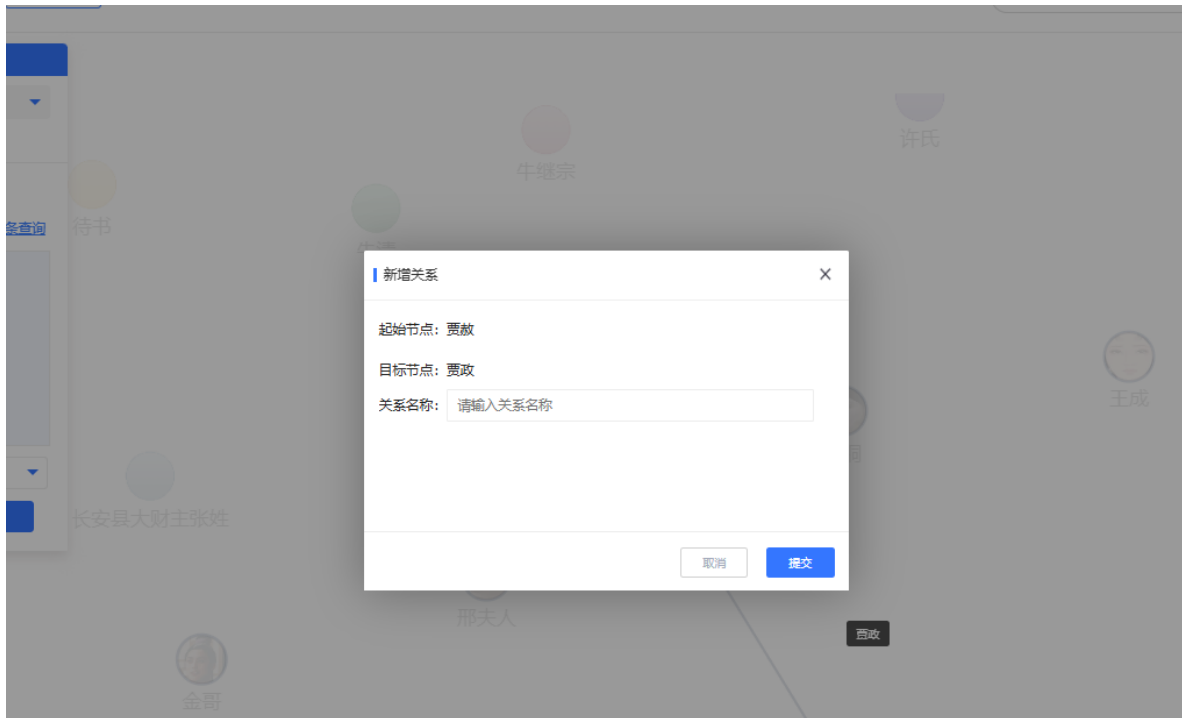 许氏
牛继宗
条查询
待书
新增关系
起始节点: 贾赦
目标节点: 贾政
关系名称: 请输入关系名称
王成
长安县大财主张姓
取消
提交
邢夫人
贾政
金哥